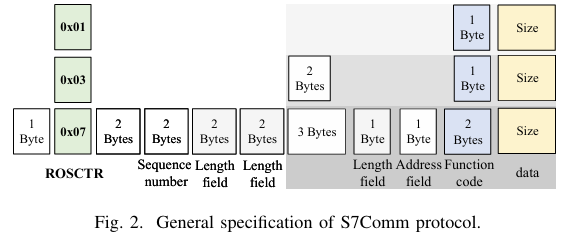 0x01
1 Byte
Size
0x03
2 Bytes
1 Byte
Size
1 Byte
0x07
2 Bytes
2 Bytes
2 Bytes
2 Bytes
3 Bytes
1 Byte
1 Byte
2 Bytes
Size
ROSCTR
Sequence number
Length field
Length field
Length field
Address field
Function code
data
Fig. 2. General specification of S7Comm protocol.